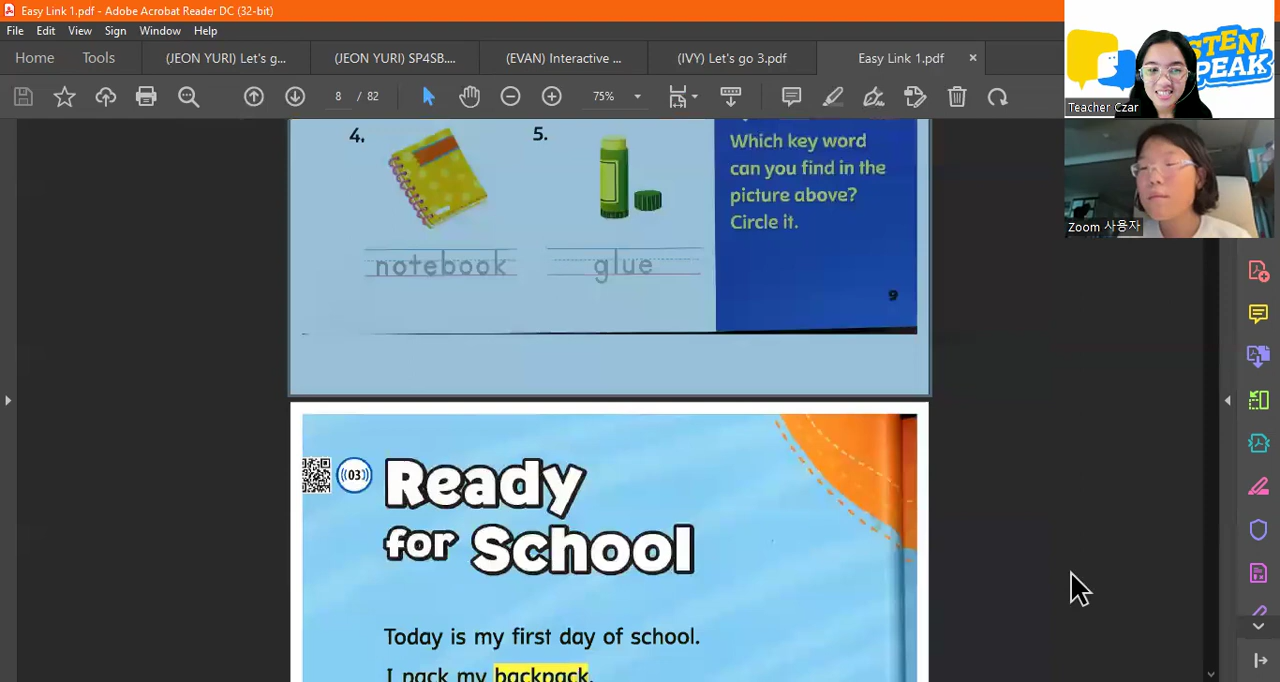 Easy Link 1.pdf - Adobe Acrobat Reader DC (32-bit)
File Edit View Sign Window Help
Home Tools (JEON YURI) Let's g... (JEON YURI) SP4SB.... (EVAN) Interactive ... (IVY) Let's go 3.pdf Easy Link 1.pdf ×
8 / 82 75%
STEN
PEAK
Teacher Czar
Zoom 사용자
4. 5.
notebook glue
Which key word
can you find in the
picture above?
Circle it.
9
03
Ready
for School
Today is my first day of school.
I pack my backpack.